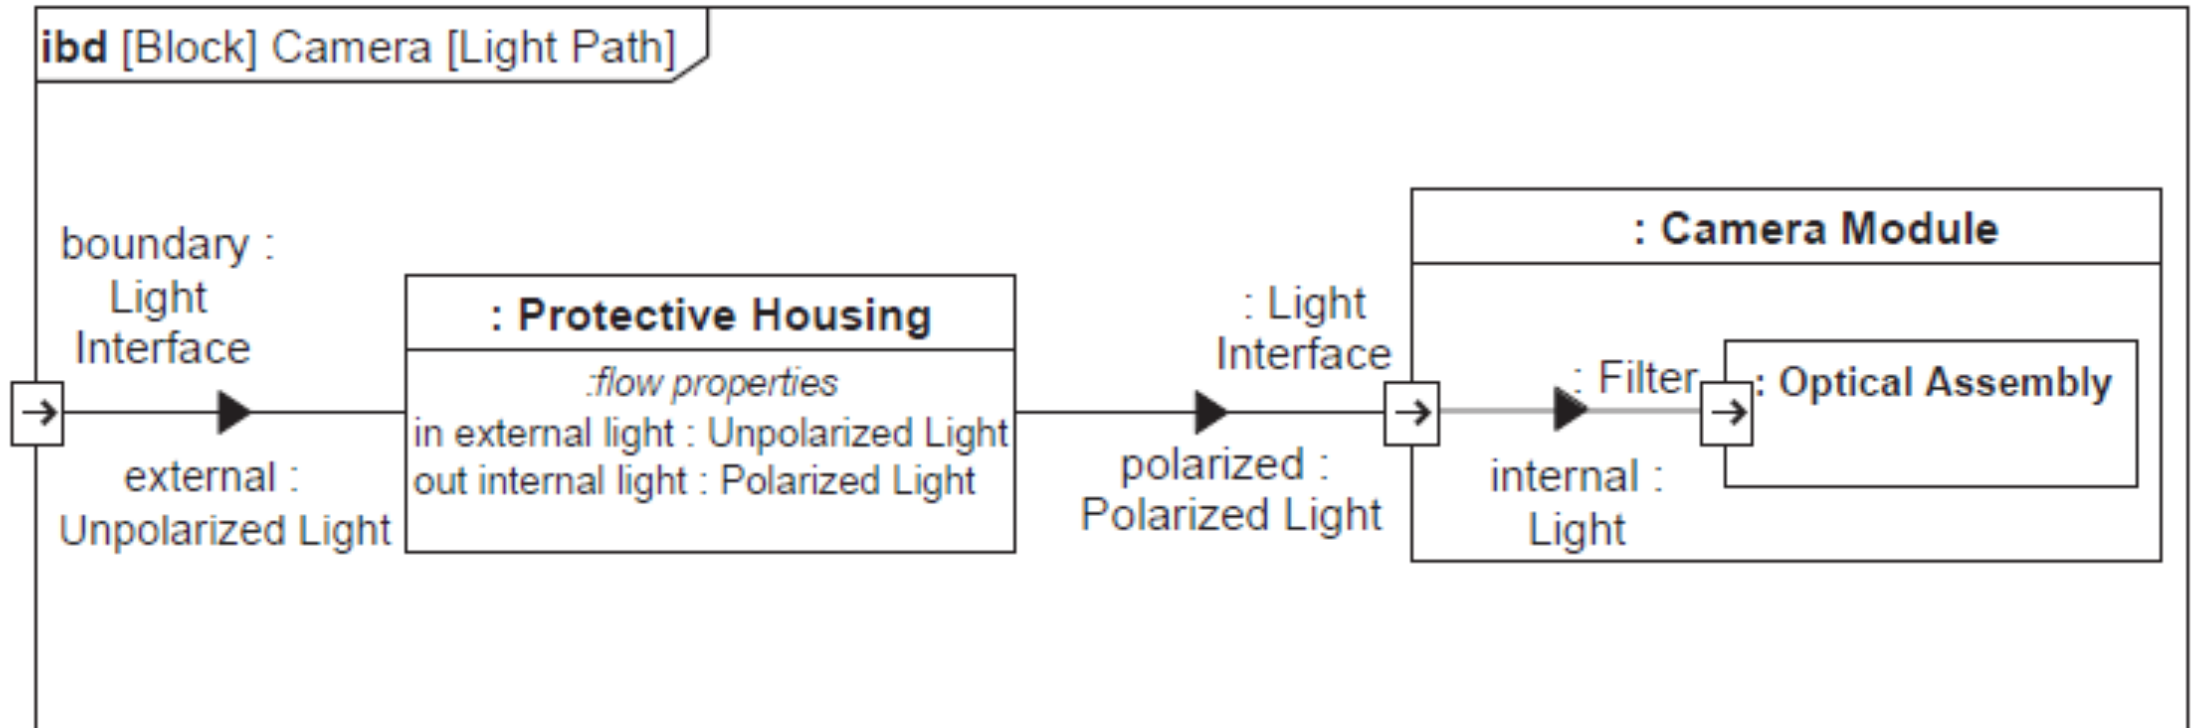 ibd [Block] Camera [Light Path]
boundary :
Light
Interface
external :
Unpolarized Light
: Protective Housing
:flow properties
in external light : Unpolarized Light
out internal light : Polarized Light
: Light
Interface
polarized :
Polarized Light
: Camera Module
: Filter
internal :
Light
: Optical Assembly